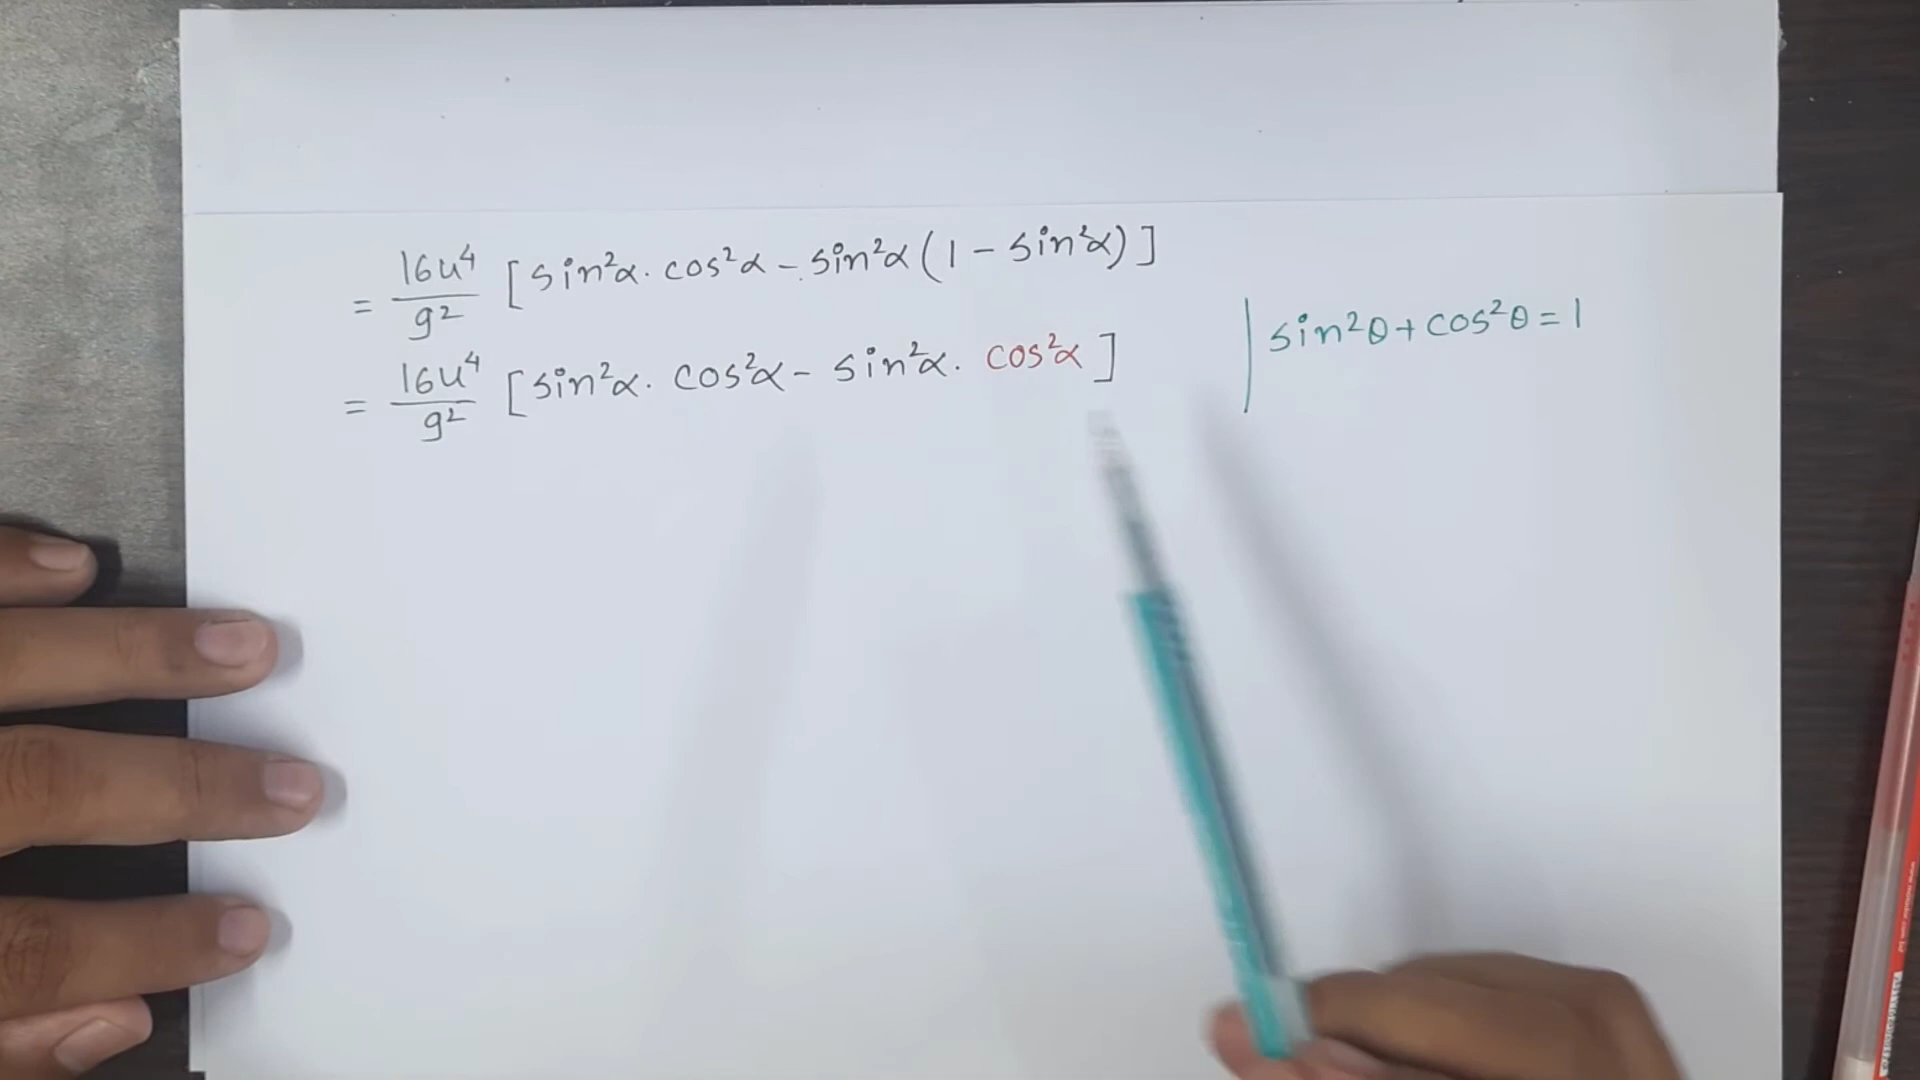 = 16u⁴/g² [sin²α. cos²α - sin²α (1 - sin²α)]
= 16u⁴/g² [sin²α. cos²α - sin²α. cos²α]
sin²θ + cos²θ = 1